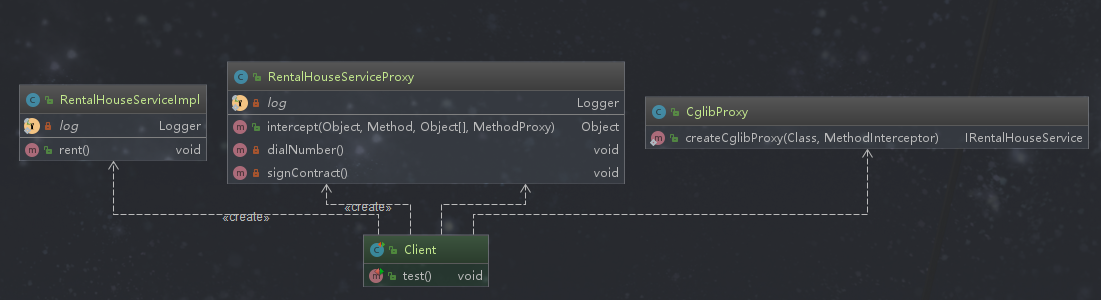 RentalHouseServiceImpl
log Logger
rent() void
RentalHouseServiceProxy
log Logger
intercept(Object, Method, Object[], MethodProxy) Object
dialNumber() void
signContract() void
CglibProxy
createCglibProxy(Class, MethodInterceptor) IRentalHouseService
«create»
«create»
Client
test() void